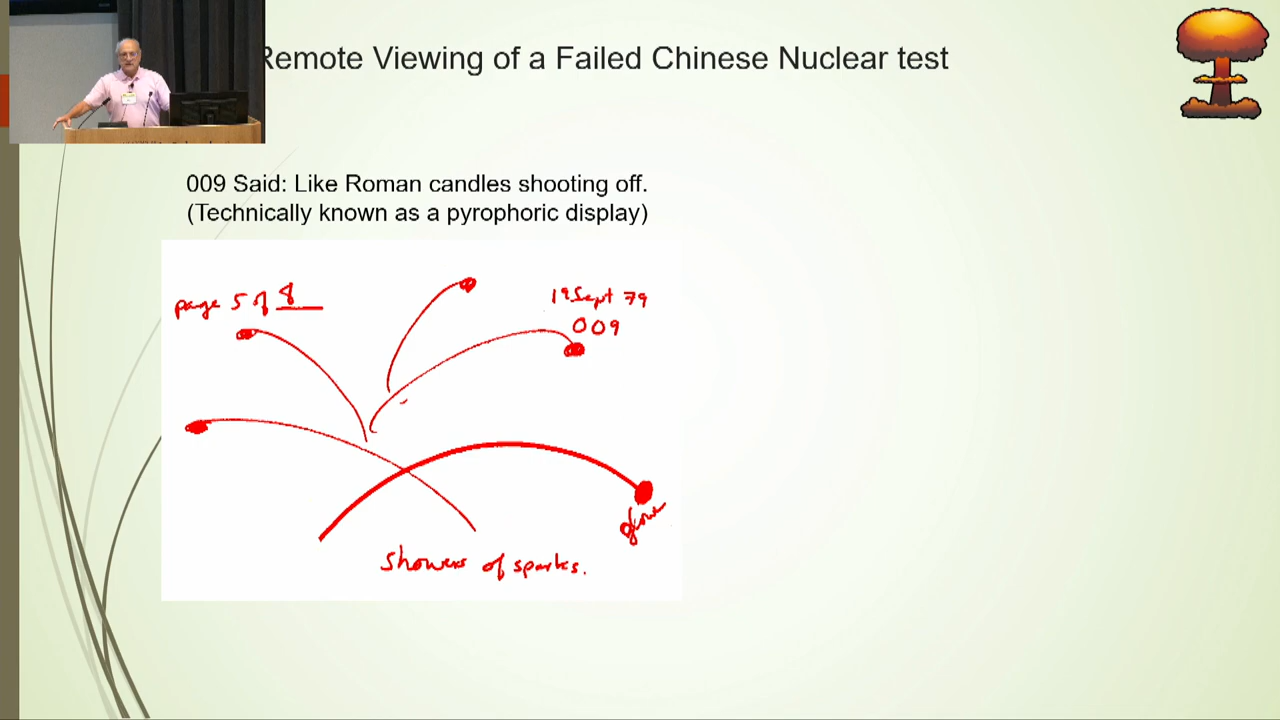 Remote Viewing of a Failed Chinese Nuclear test
009 Said: Like Roman candles shooting off.
(Technically known as a pyrophoric display)
page 5 of 8
19 Sept 79
009
glow
Showers of sparks.